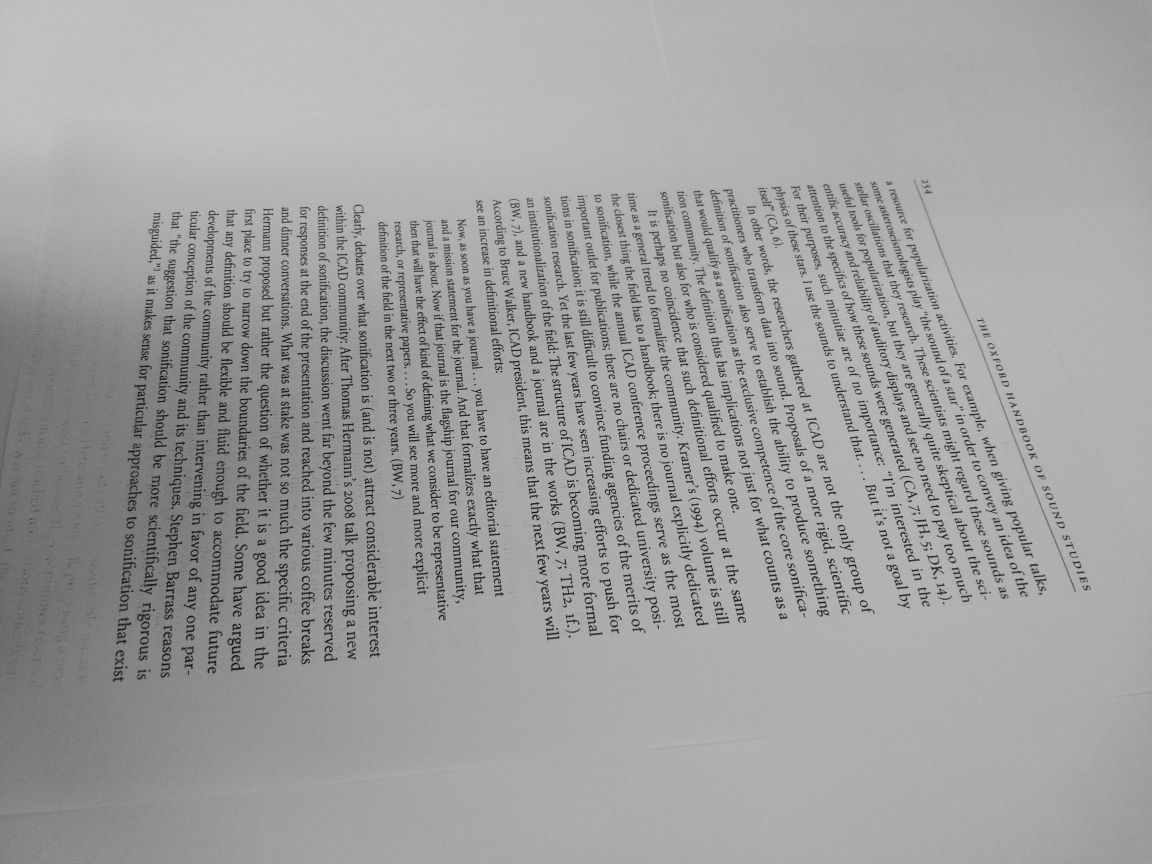 254 THE OXFORD HANDBOOK OF SOUND STUDIES
a resource for popularization activities. For example, when giving popular talks,
some asteroseismologists play “the sound of a star” in order to convey an idea of the
stellar oscillations that they research. These scientists might regard these sounds as
useful tools for popularization, but they are generally quite skeptical about the sci-
entific accuracy and reliability of auditory displays and see no need to pay too much
attention to the specifics of how these sounds were generated (CA, 7; JH, 5; DK, 14).
For their purposes, such minutiae are of no importance: “I’m interested in the
physics of these stars. I use the sounds to understand that . . . But it’s not a goal by
itself” (CA, 6).
In other words, the researchers gathered at ICAD are not the only group of
practitioners who transform data into sound. Proposals of a more rigid, scientific
definition of sonification as the exclusive competence of the core sonifica-
tion community. The definition thus has implications not just for what counts as a
sonification but also for who is considered qualified to make one.
It is perhaps no coincidence that such definitional efforts occur at the same
time as a general trend to formalize the community. Kramer’s (1994) volume is still
the closest thing the field has to a handbook; there is no journal explicitly dedicated
to sonification, while the annual ICAD conference proceedings serve as the most
important outlet for publications; there are no chairs or dedicated university posi-
tions in sonification; it is still difficult to convince funding agencies of the merits of
sonification research. Yet the last few years have seen increasing efforts to push for
an institutionalization of the field: The structure of ICAD is becoming more formal
(BW, 7), and a new handbook and a journal are in the works (BW, 7; TH2, 1f.).
According to Bruce Walker, ICAD president, this means that the next few years will
see an increase in definitional efforts:
Now, as soon as you have a journal . . . you have to have an editorial statement
and a mission statement for the journal. And that formalizes exactly what that
journal is about. Now if that journal is the flagship journal for our community,
then that will have the effect of kind of defining what we consider to be representative
research, or representative papers. . . . So you will see more and more explicit
definition of the field in the next two or three years. (BW, 7)
Clearly, debates over what sonification is (and is not) attract considerable interest
within the ICAD community: After Thomas Hermann’s 2008 talk proposing a new
definition of sonification, the discussion went far beyond the few minutes reserved
for responses at the end of the presentation and reached into various coffee breaks
and dinner conversations. What was at stake was not so much the specific criteria
Hermann proposed but rather the question of whether it is a good idea in the
first place to try to narrow down the boundaries of the field. Some have argued
that any definition should be flexible and fluid enough to accommodate future
developments of the community rather than intervening in favor of any one par-
ticular conception of the community and its techniques. Stephen Barrass reasons
that “the suggestion that sonification should be more scientifically rigorous is
misguided,”³ as it makes sense for particular approaches to sonification that exist